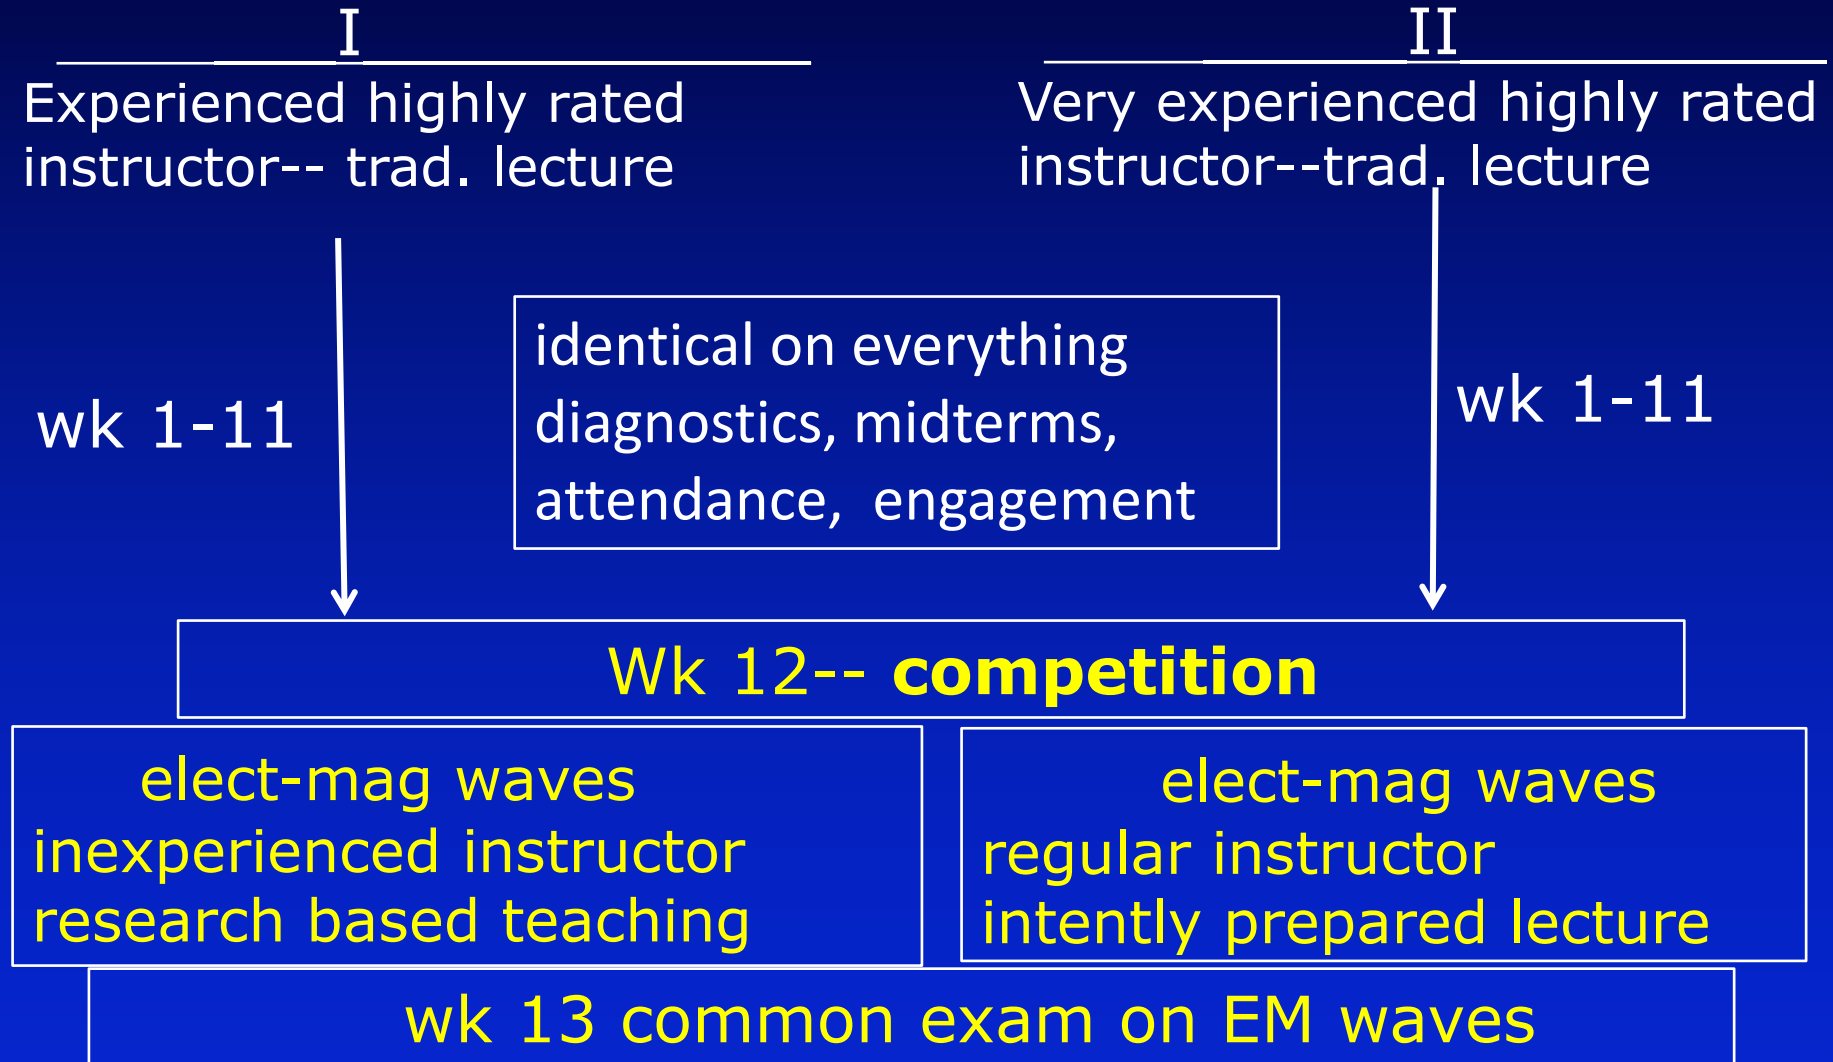 I
Experienced highly rated
instructor-- trad. lecture
II
Very experienced highly rated
instructor--trad. lecture
wk 1-11
identical on everything
diagnostics, midterms,
attendance, engagement
wk 1-11
Wk 12-- competition
elect-mag waves
inexperienced instructor
research based teaching
elect-mag waves
regular instructor
intently prepared lecture
wk 13 common exam on EM waves